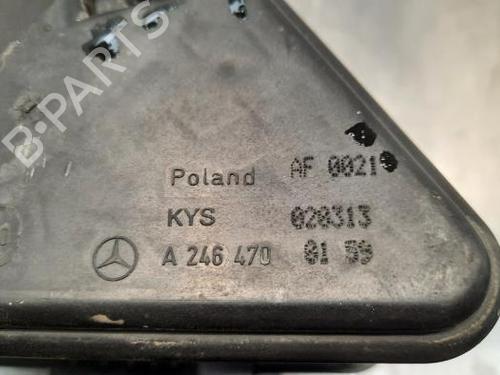 B-PARTS
Poland AF 0021
KYS 020313
A 246 470 01 59